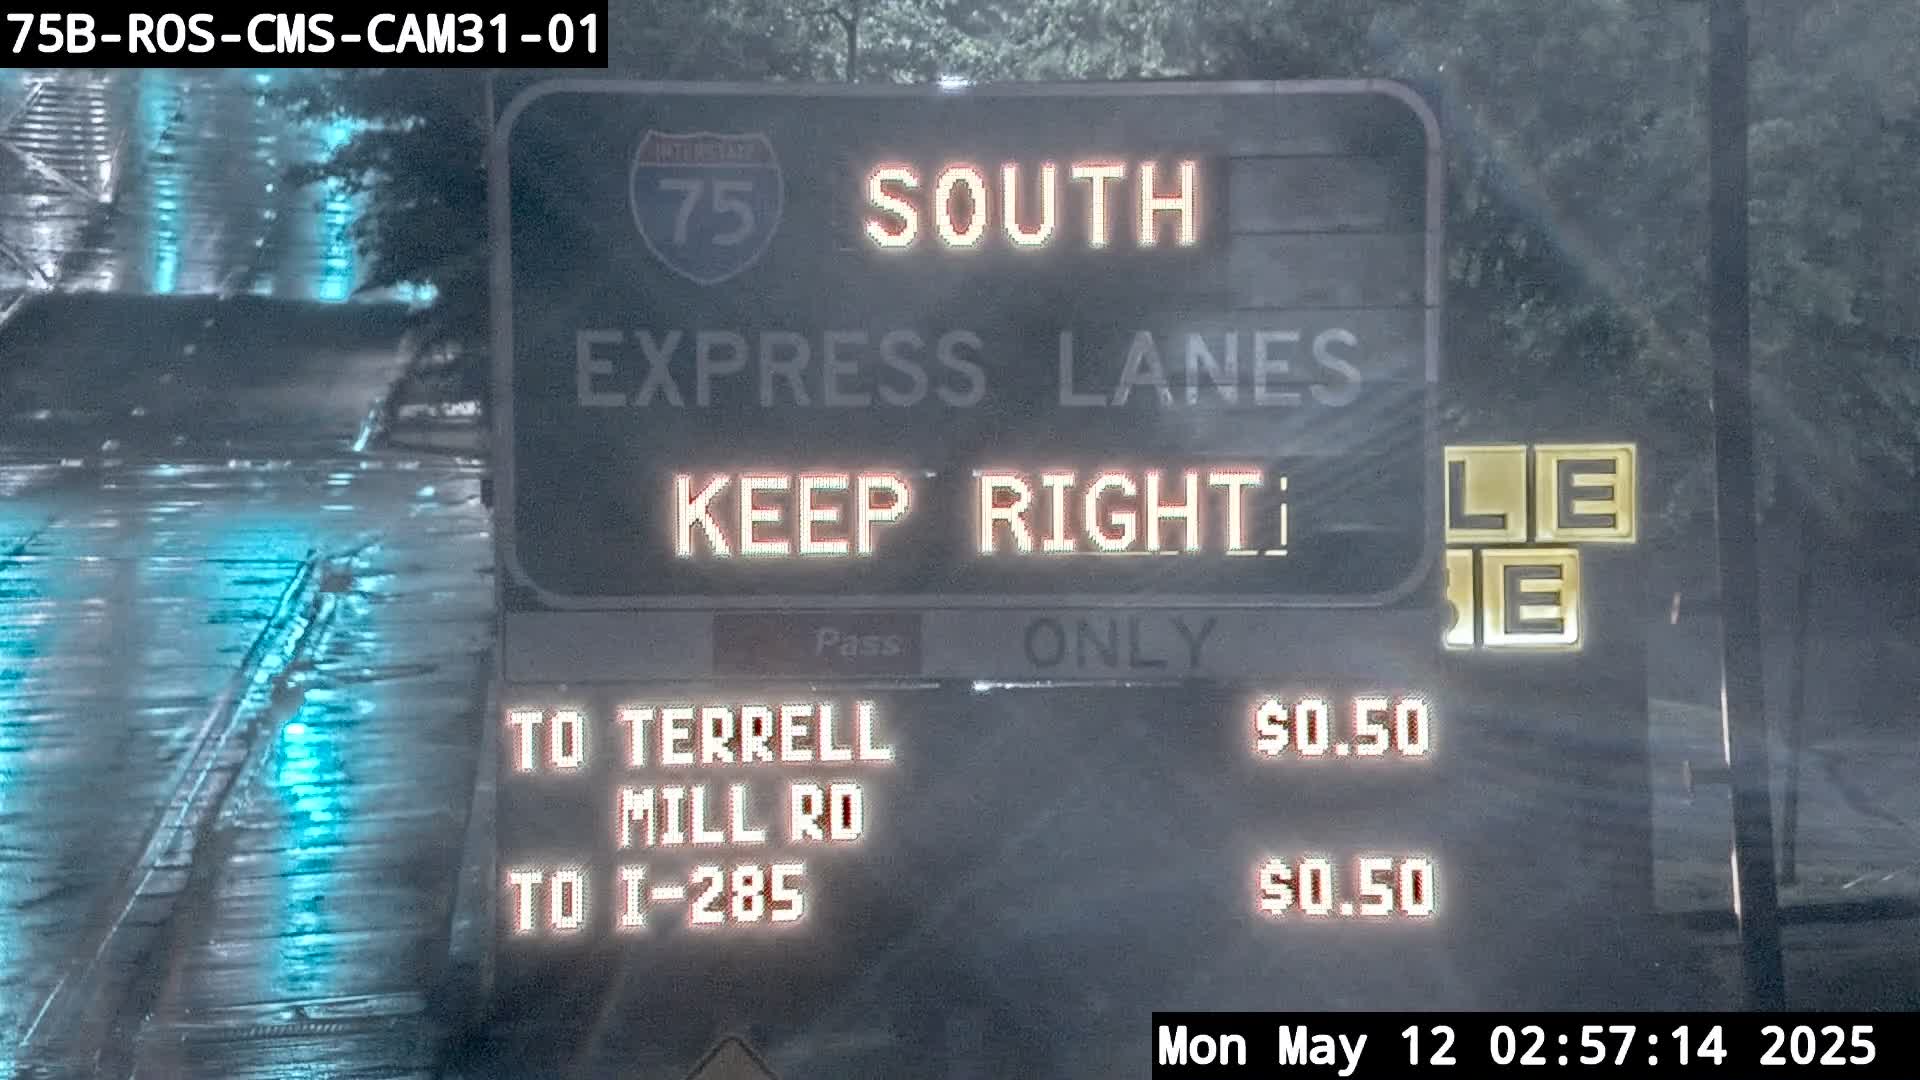 75B-ROS-CMS-CAM31-01
INTERSTATE
75
SOUTH
EXPRESS LANES
KEEP RIGHT
LE
E
Pass ONLY
TO TERRELL $0.50
MILL RD
TO I-285 $0.50
Mon May 12 02:57:14 2025